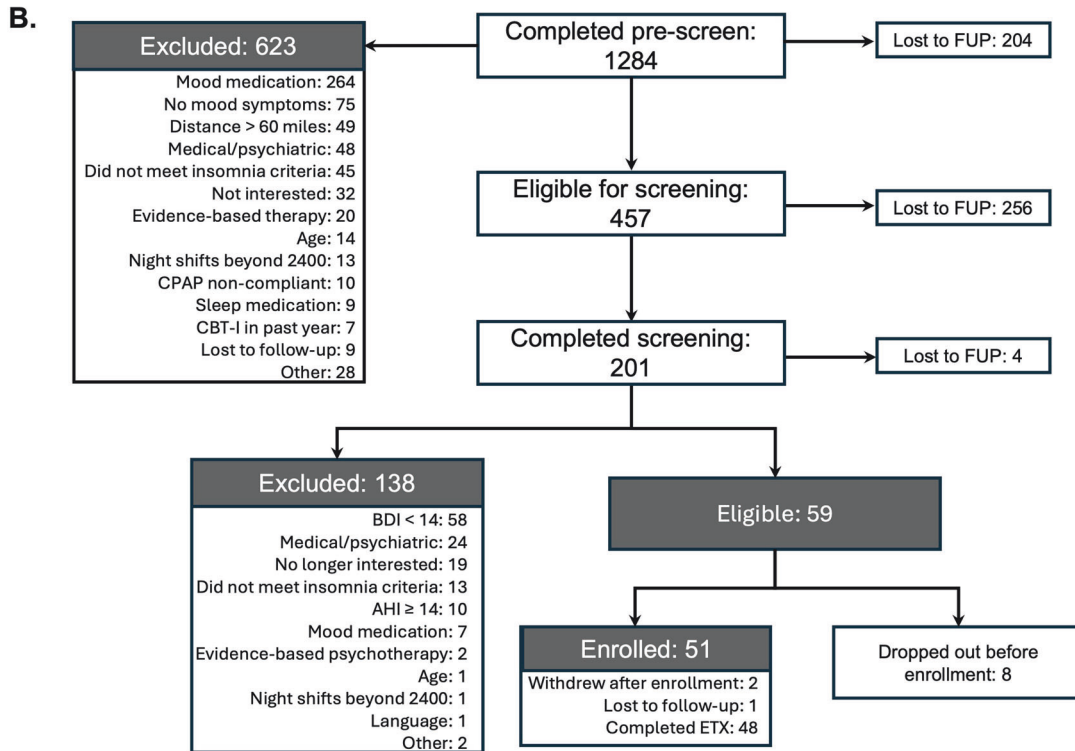 B.
Completed pre-screen:
1284
Lost to FUP: 204
Excluded: 623
Mood medication: 264
No mood symptoms: 75
Distance > 60 miles: 49
Medical/psychiatric: 48
Did not meet insomnia criteria: 45
Not interested: 32
Evidence-based therapy: 20
Age: 14
Night shifts beyond 2400: 13
CPAP non-compliant: 10
Sleep medication: 9
CBT-I in past year: 7
Lost to follow-up: 9
Other: 28
Eligible for screening:
457
Lost to FUP: 256
Completed screening:
201
Lost to FUP: 4
Excluded: 138
BDI < 14: 58
Medical/psychiatric: 24
No longer interested: 19
Did not meet insomnia criteria: 13
AHI ≥ 14: 10
Mood medication: 7
Evidence-based psychotherapy: 2
Age: 1
Night shifts beyond 2400: 1
Language: 1
Other: 2
Eligible: 59
Enrolled: 51
Withdrew after enrollment: 2
Lost to follow-up: 1
Completed ETX: 48
Dropped out before
enrollment: 8